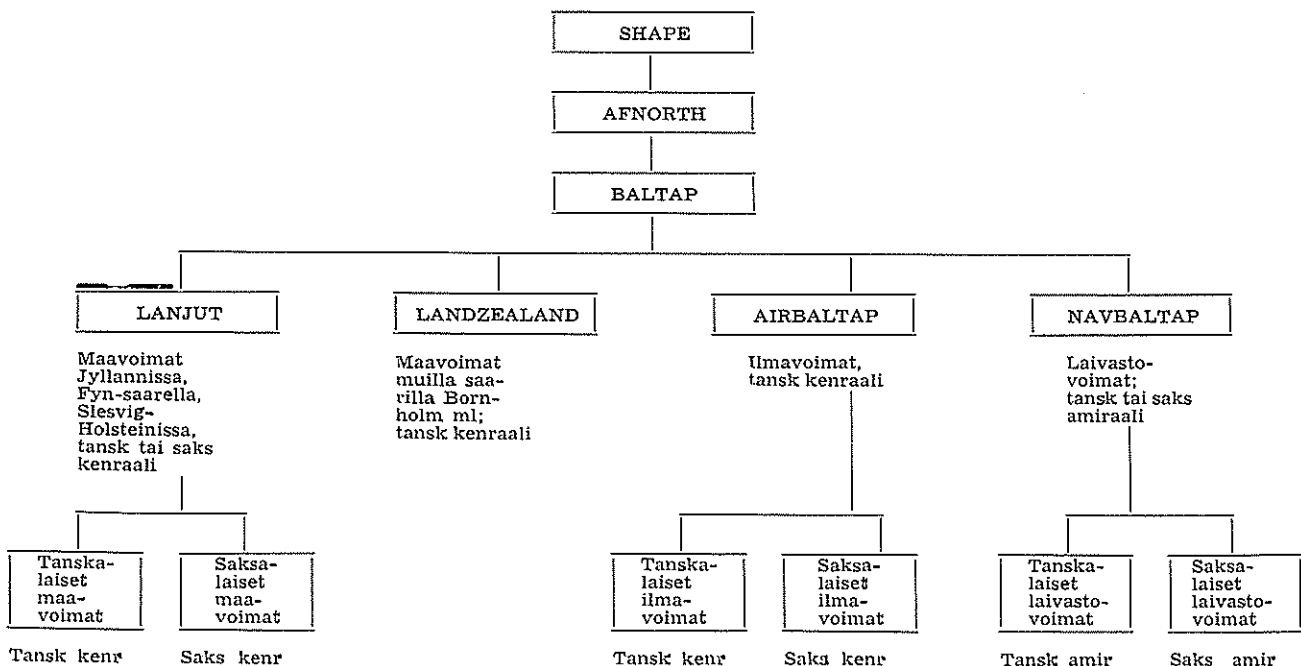 SHAPE
AFNORTH
BALTAP
LANJUT
Maavoimat
Jyllannissa,
Fyn-saarella,
Slesvig-
Holsteinissa,
tansk tai saks
kenraali
LANDZEALAND
Maavoimat
muilla saa-
rilla Born-
holm ml;
tansk kenraali
AIRBALTAP
Ilmavoimat,
tansk kenraali
NAVBALTAP
Laivasto-
voimat;
tansk tai saks
amiraali
Tanska-
laiset
maa-
voimat
Tansk kenr
Saksa-
laiset
maa-
voimat
Saks kenr
Tanska-
laiset
ilma-
voimat
Tansk kenr
Saksa-
laiset
ilma-
voimat
Saks kenr
Tanska-
laiset
laivasto-
voimat
Tansk amir
Saksa-
laiset
laivasto-
voimat
Saks amir